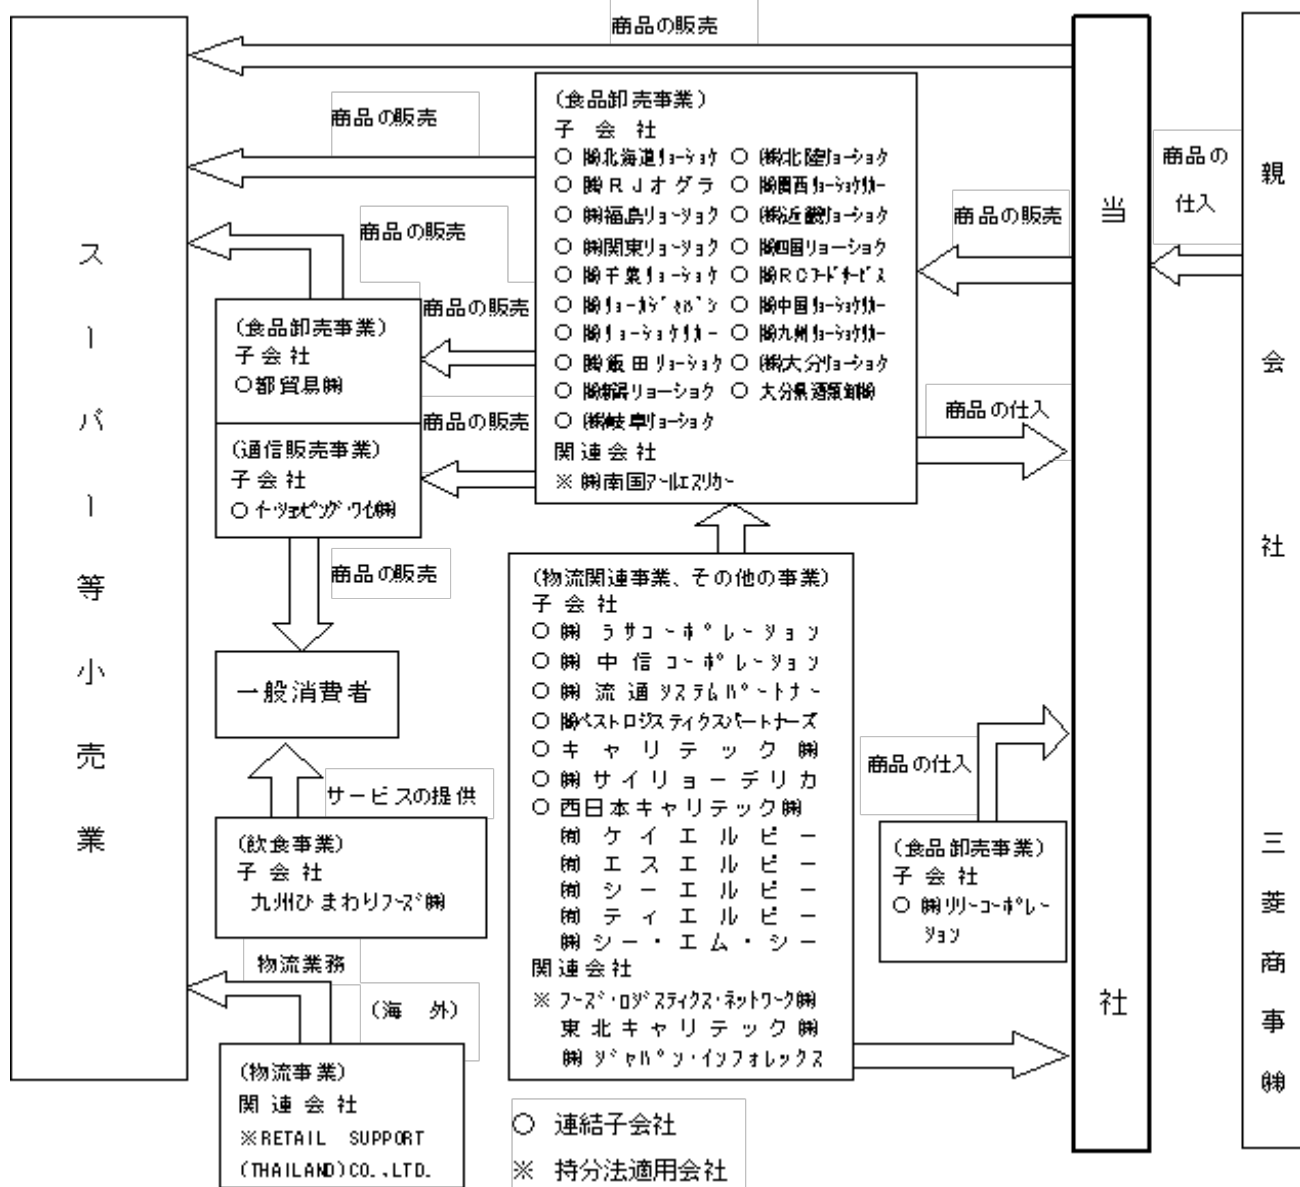 商品の販売
商品の販売
商品の販売
商品の販売
商品の販売
商品の販売
商品の販売
商品の仕入
商品の
仕入
商品の仕入
スーパー等小売業
当社
親会社
三菱商事㈱
(食品卸売事業)
子会社
○ ㈱北海道リョーショク ○ ㈱北陸リョーショク
○ ㈱RJオグラ ○ ㈱関西リョーショクリカー
○ ㈱福島リョーショク ○ ㈱近畿リョーショク
○ ㈱関東リョーショク ○ ㈱四国リョーショク
○ ㈱千葉リョーショク ○ ㈱RCフードサービス
○ ㈱リョーカジャパン ○ ㈱中国リョーショクリカー
○ ㈱リョーショクリカー ○ ㈱九州リョーショクリカー
○ ㈱飯田リョーショク ○ ㈱大分リョーショク
○ ㈱新潟リョーショク ○ 大分県酒類卸㈱
○ ㈱岐阜リョーショク
関連会社
※ ㈱南国アールエスリカー
(食品卸売事業)
子会社
○都貿易㈱
(通信販売事業)
子会社
○イーショッピング・ワイン㈱
一般消費者
サービスの提供
(飲食事業)
子会社
九州ひまわりフーズ㈱
物流業務
(海 外)
(物流事業)
関連会社
※RETAIL SUPPORT
(THAILAND)CO.,LTD.
(物流関連事業、その他の事業)
子会社
○ ㈱ラサコーポレーション
○ ㈱中信コーポレーション
○ ㈱流通システムパートナー
○ ㈱ベストロジスティクスパートナーズ
○ キャリテック㈱
○ ㈱サイリョーデリカ
○ 西日本キャリテック㈱
㈲ケイエルピー
㈲エスエルピー
㈲シーエルピー
㈲ティエルピー
㈱シー・エム・シー
関連会社
※ フーズ・ロジスティクス・ネットワーク㈱
東北キャリテック㈱
㈱ジャパン・インフォレックス
(食品卸売事業)
子会社
○ ㈱リリーコーポレー
ション
○ 連結子会社
※ 持分法適用会社